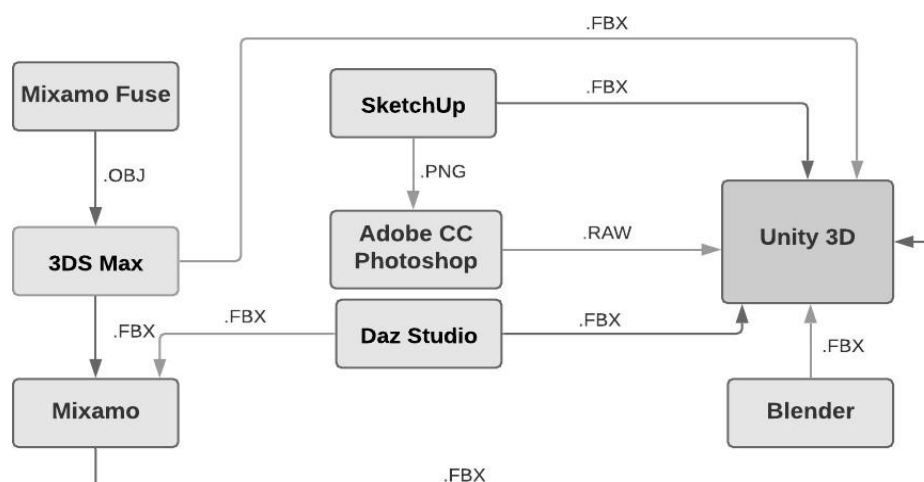 .FBX
Mixamo Fuse
SketchUp
.FBX
.OBJ
.PNG
Adobe CC
Photoshop
.RAW
Unity 3D
3DS Max
.FBX
.FBX
Daz Studio
.FBX
.FBX
Mixamo
Blender
.FBX